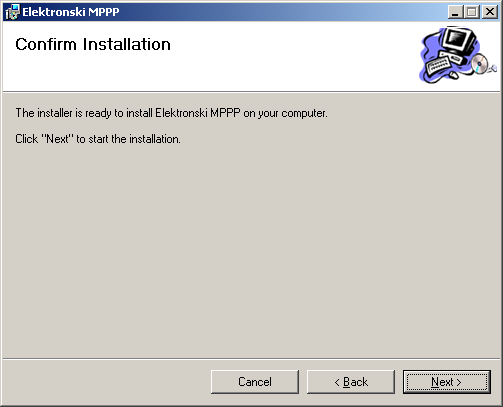 Elektronski MPPP
Confirm Installation
The installer is ready to install Elektronski MPPP on your computer.
Click "Next" to start the installation.
Cancel
< Back
Next >